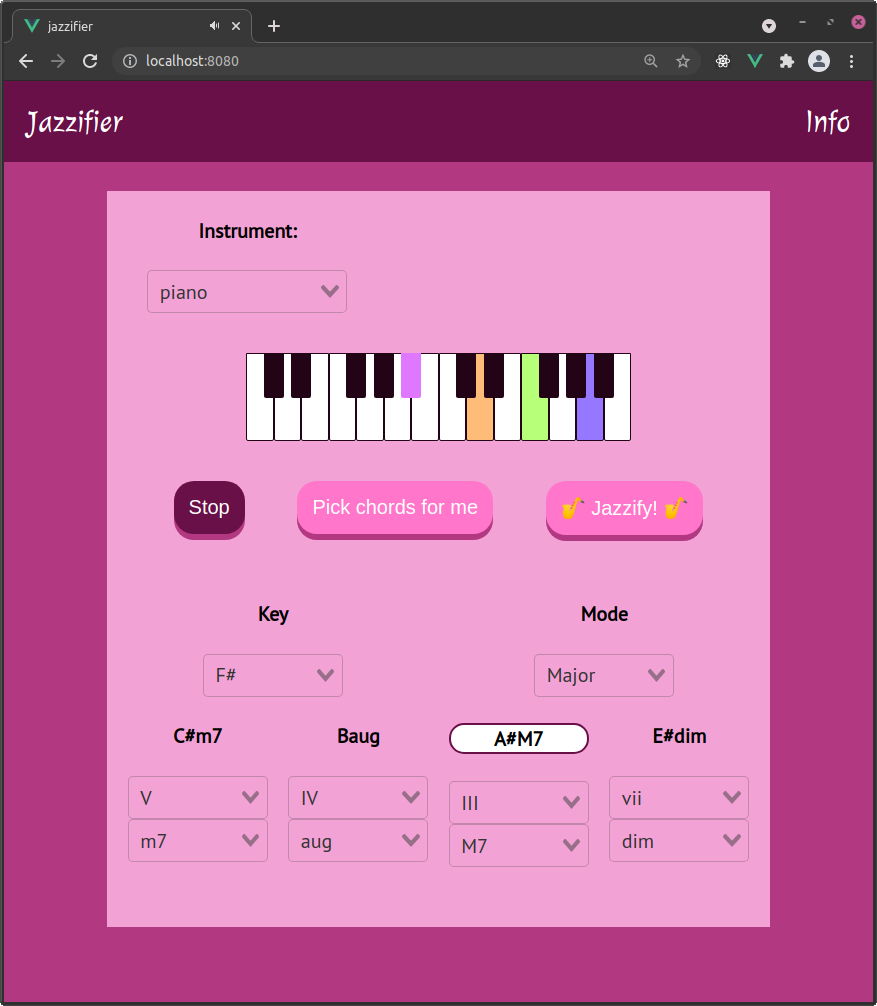 jazzifier
localhost:8080
Jazzifier Info
Instrument:
piano
Stop Pick chords for me 🎷 Jazzify! 🎷
Key Mode
F# Major
C#m7 Baug A#M7 E#dim
V IV III vii
m7 aug M7 dim